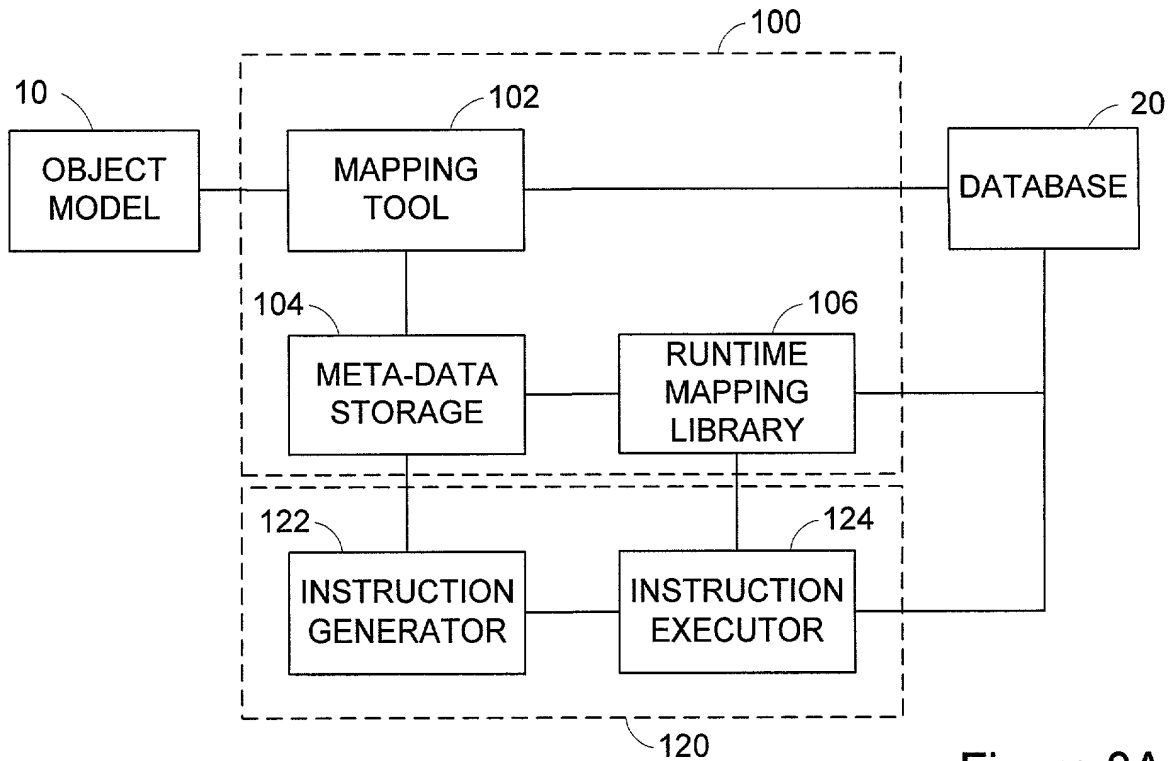 100
10
102
20
OBJECT
MODEL
MAPPING
TOOL
DATABASE
104
106
META-DATA
STORAGE
RUNTIME
MAPPING
LIBRARY
122
124
INSTRUCTION
GENERATOR
INSTRUCTION
EXECUTOR
120